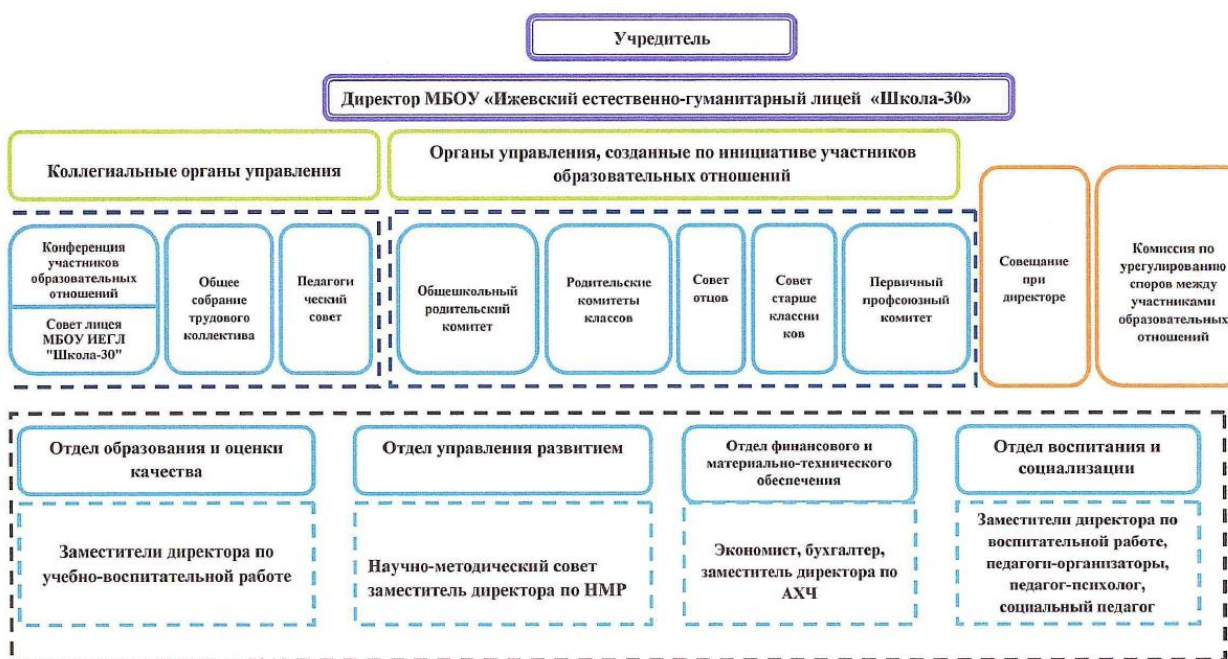 Учредитель
Директор МБОУ «Ижевский естественно-гуманитарный лицей «Школа-30»
Коллегиальные органы управления
Органы управления, созданные по инициативе участников
образовательных отношений
Конференция
участников
образовательных
отношений
Совет лицея
МБОУ ИЕГЛ
"Школа-30"
Общее
собрание
трудового
коллектива
Педагоги
ческий
совет
Общешкольный
родительский
комитет
Родительские
комитеты
классов
Совет
отцов
Совет
старше
классни
ков
Первичный
профсоюзный
комитет
Совещание
при
директоре
Комиссия по
урегулированию
споров между
участниками
образовательных
отношений
Отдел образования и оценки
качества
Заместители директора по
учебно-воспитательной работе
Отдел управления развитием
Научно-методический совет
заместитель директора по НМР
Отдел финансового и
материально-технического
обеспечения
Экономист, бухгалтер,
заместитель директора по
АХЧ
Отдел воспитания и
социализации
Заместители директора по
воспитательной работе,
педагоги-организаторы,
педагог-психолог,
социальный педагог